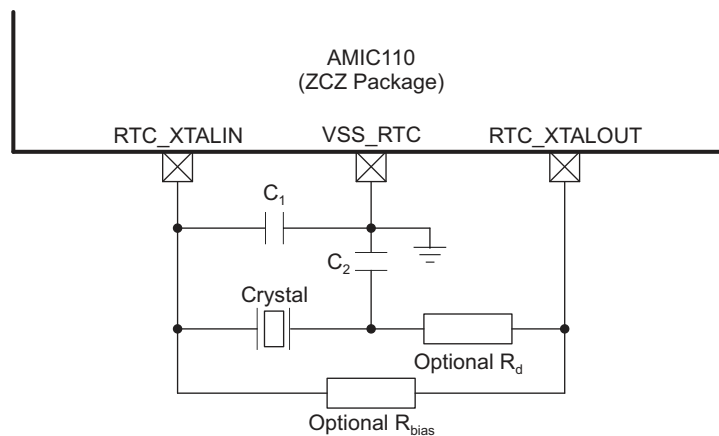 AMIC110
(ZCZ Package)
RTC_XTALIN
VSS_RTC
RTC_XTALOUT
C1
C2
Crystal
Optional Rd
Optional Rbias